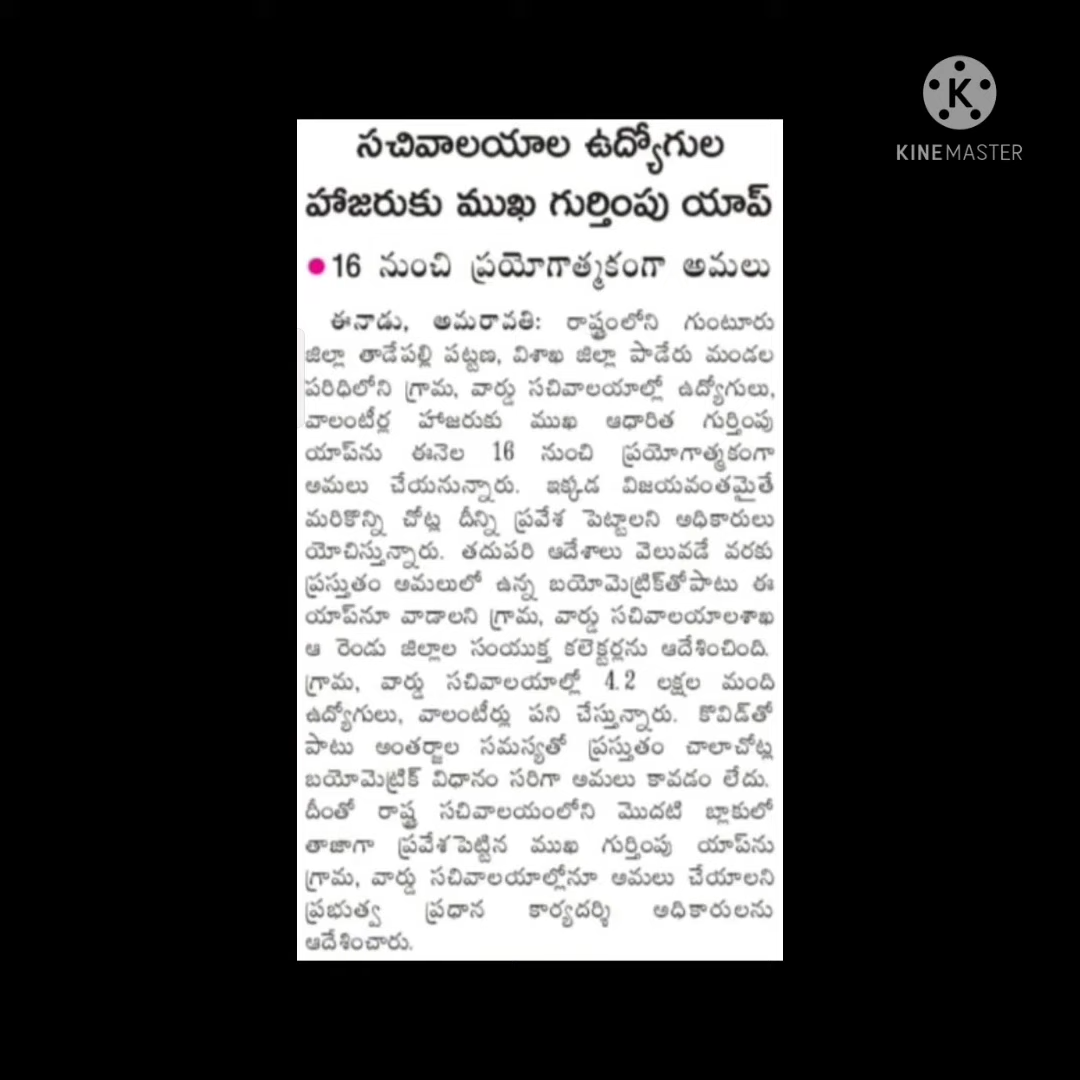 KINEMASTER
సచివాలయాల ఉద్యోగుల
హాజరుకు ముఖ గుర్తింపు యాప్
● 16 నుంచి ప్రయోగాత్మకంగా అమలు
ఈనాడు, అమరావతి: రాష్ట్రంలోని గుంటూరు
జిల్లా తాడేపల్లి పట్టణ, విశాఖ జిల్లా పాడేరు మండల
పరిధిలోని గ్రామ, వార్డు సచివాలయాల్లో ఉద్యోగులు,
వాలంటీర్ల హాజరుకు ముఖ ఆధారిత గుర్తింపు
యాప్‌ను ఈనెల 16 నుంచి ప్రయోగాత్మకంగా
అమలు చేయనున్నారు. ఇక్కడ విజయవంతమైతే
మరికొన్ని చోట్ల దీన్ని ప్రవేశ పెట్టాలని అధికారులు
యోచిస్తున్నారు. తదుపరి ఆదేశాలు వెలువడే వరకు
ప్రస్తుతం అమలులో ఉన్న బయోమెట్రిక్‌తోపాటు ఈ
యాప్‌నూ వాడాలని గ్రామ, వార్డు సచివాలయాలశాఖ
ఆ రెండు జిల్లాల సంయుక్త కలెక్టర్లను ఆదేశించింది.
గ్రామ, వార్డు సచివాలయాల్లో 4.2 లక్షల మంది
ఉద్యోగులు, వాలంటీర్లు పని చేస్తున్నారు. కొవిడ్‌తో
పాటు అంతర్జాల సమస్యతో ప్రస్తుతం చాలాచోట్ల
బయోమెట్రిక్ విధానం సరిగా అమలు కావడం లేదు.
దీంతో రాష్ట్ర సచివాలయంలోని మొదటి బ్లాకులో
తాజాగా ప్రవేశపెట్టిన ముఖ గుర్తింపు యాప్‌ను
గ్రామ, వార్డు సచివాలయాల్లోనూ అమలు చేయాలని
ప్రభుత్వ ప్రధాన కార్యదర్శి అధికారులను
ఆదేశించారు.